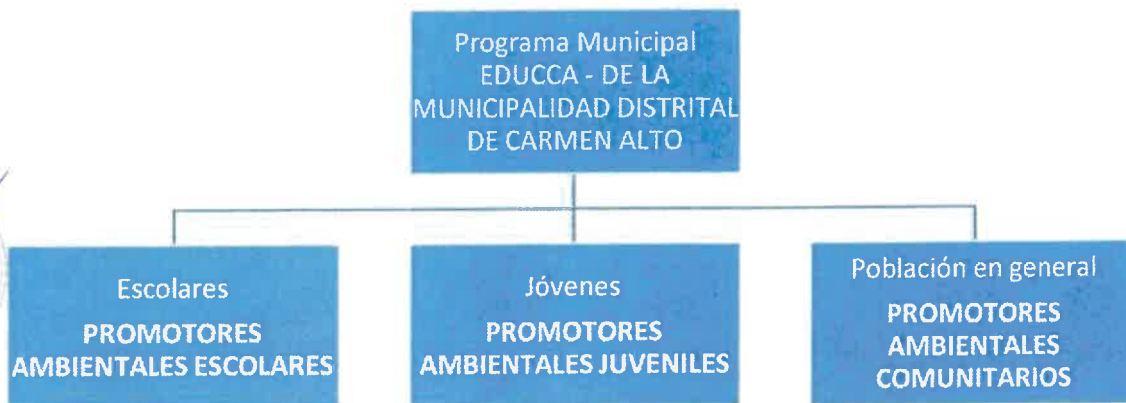 Programa Municipal
EDUCCA - DE LA
MUNICIPALIDAD DISTRITAL
DE CARMEN ALTO
Escolares
PROMOTORES
AMBIENTALES ESCOLARES
Jóvenes
PROMOTORES
AMBIENTALES JUVENILES
Población en general
PROMOTORES
AMBIENTALES
COMUNITARIOS